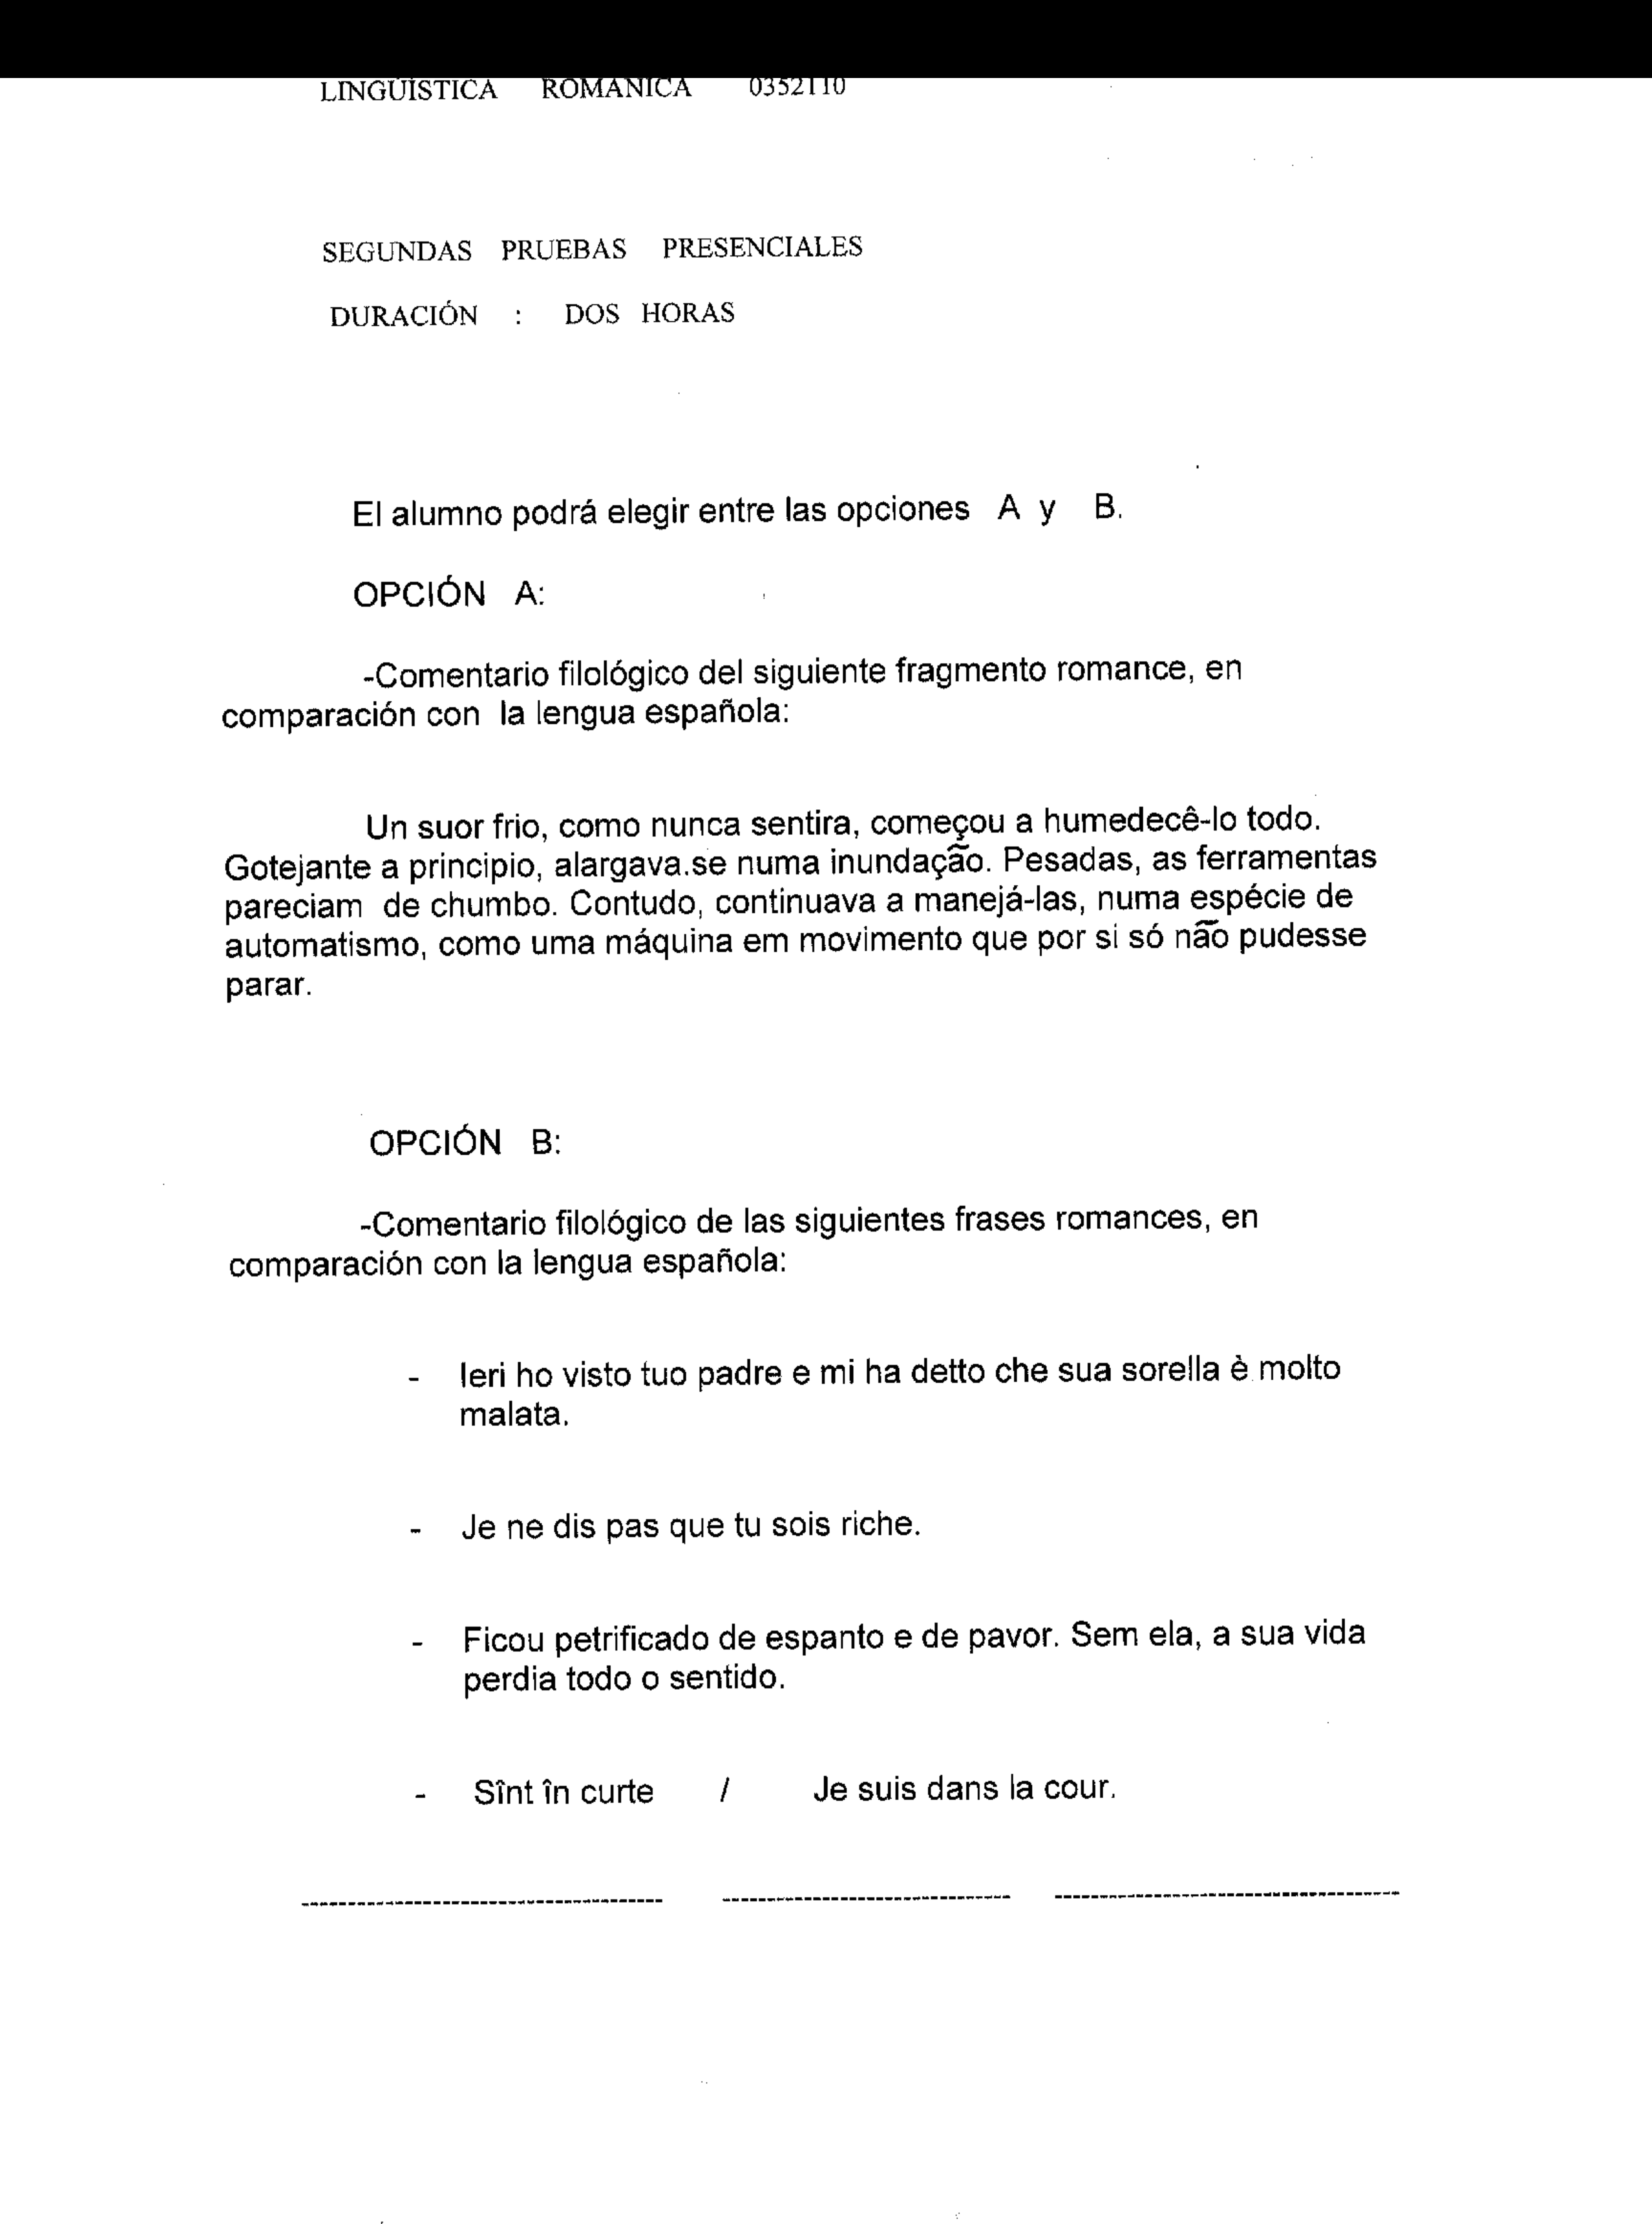 LINGÜÍSTICA ROMANICA 0352110
SEGUNDAS PRUEBAS PRESENCIALES
DURACIÓN : DOS HORAS
El alumno podrá elegir entre las opciones A y B.
OPCIÓN A:
-Comentario filológico del siguiente fragmento romance, en
comparación con la lengua española:
Un suor frio, como nunca sentira, começou a humedecê-lo todo.
Gotejante a principio, alargava.se numa inundação. Pesadas, as ferramentas
pareciam de chumbo. Contudo, continuava a manejá-las, numa espécie de
automatismo, como uma máquina em movimento que por si só não pudesse
parar.
OPCIÓN B:
-Comentario filológico de las siguientes frases romances, en
comparación con la lengua española:
- Ieri ho visto tuo padre e mi ha detto che sua sorella è molto
malata.
- Je ne dis pas que tu sois riche.
- Ficou petrificado de espanto e de pavor. Sem ela, a sua vida
perdia todo o sentido.
- Sînt în curte / Je suis dans la cour.